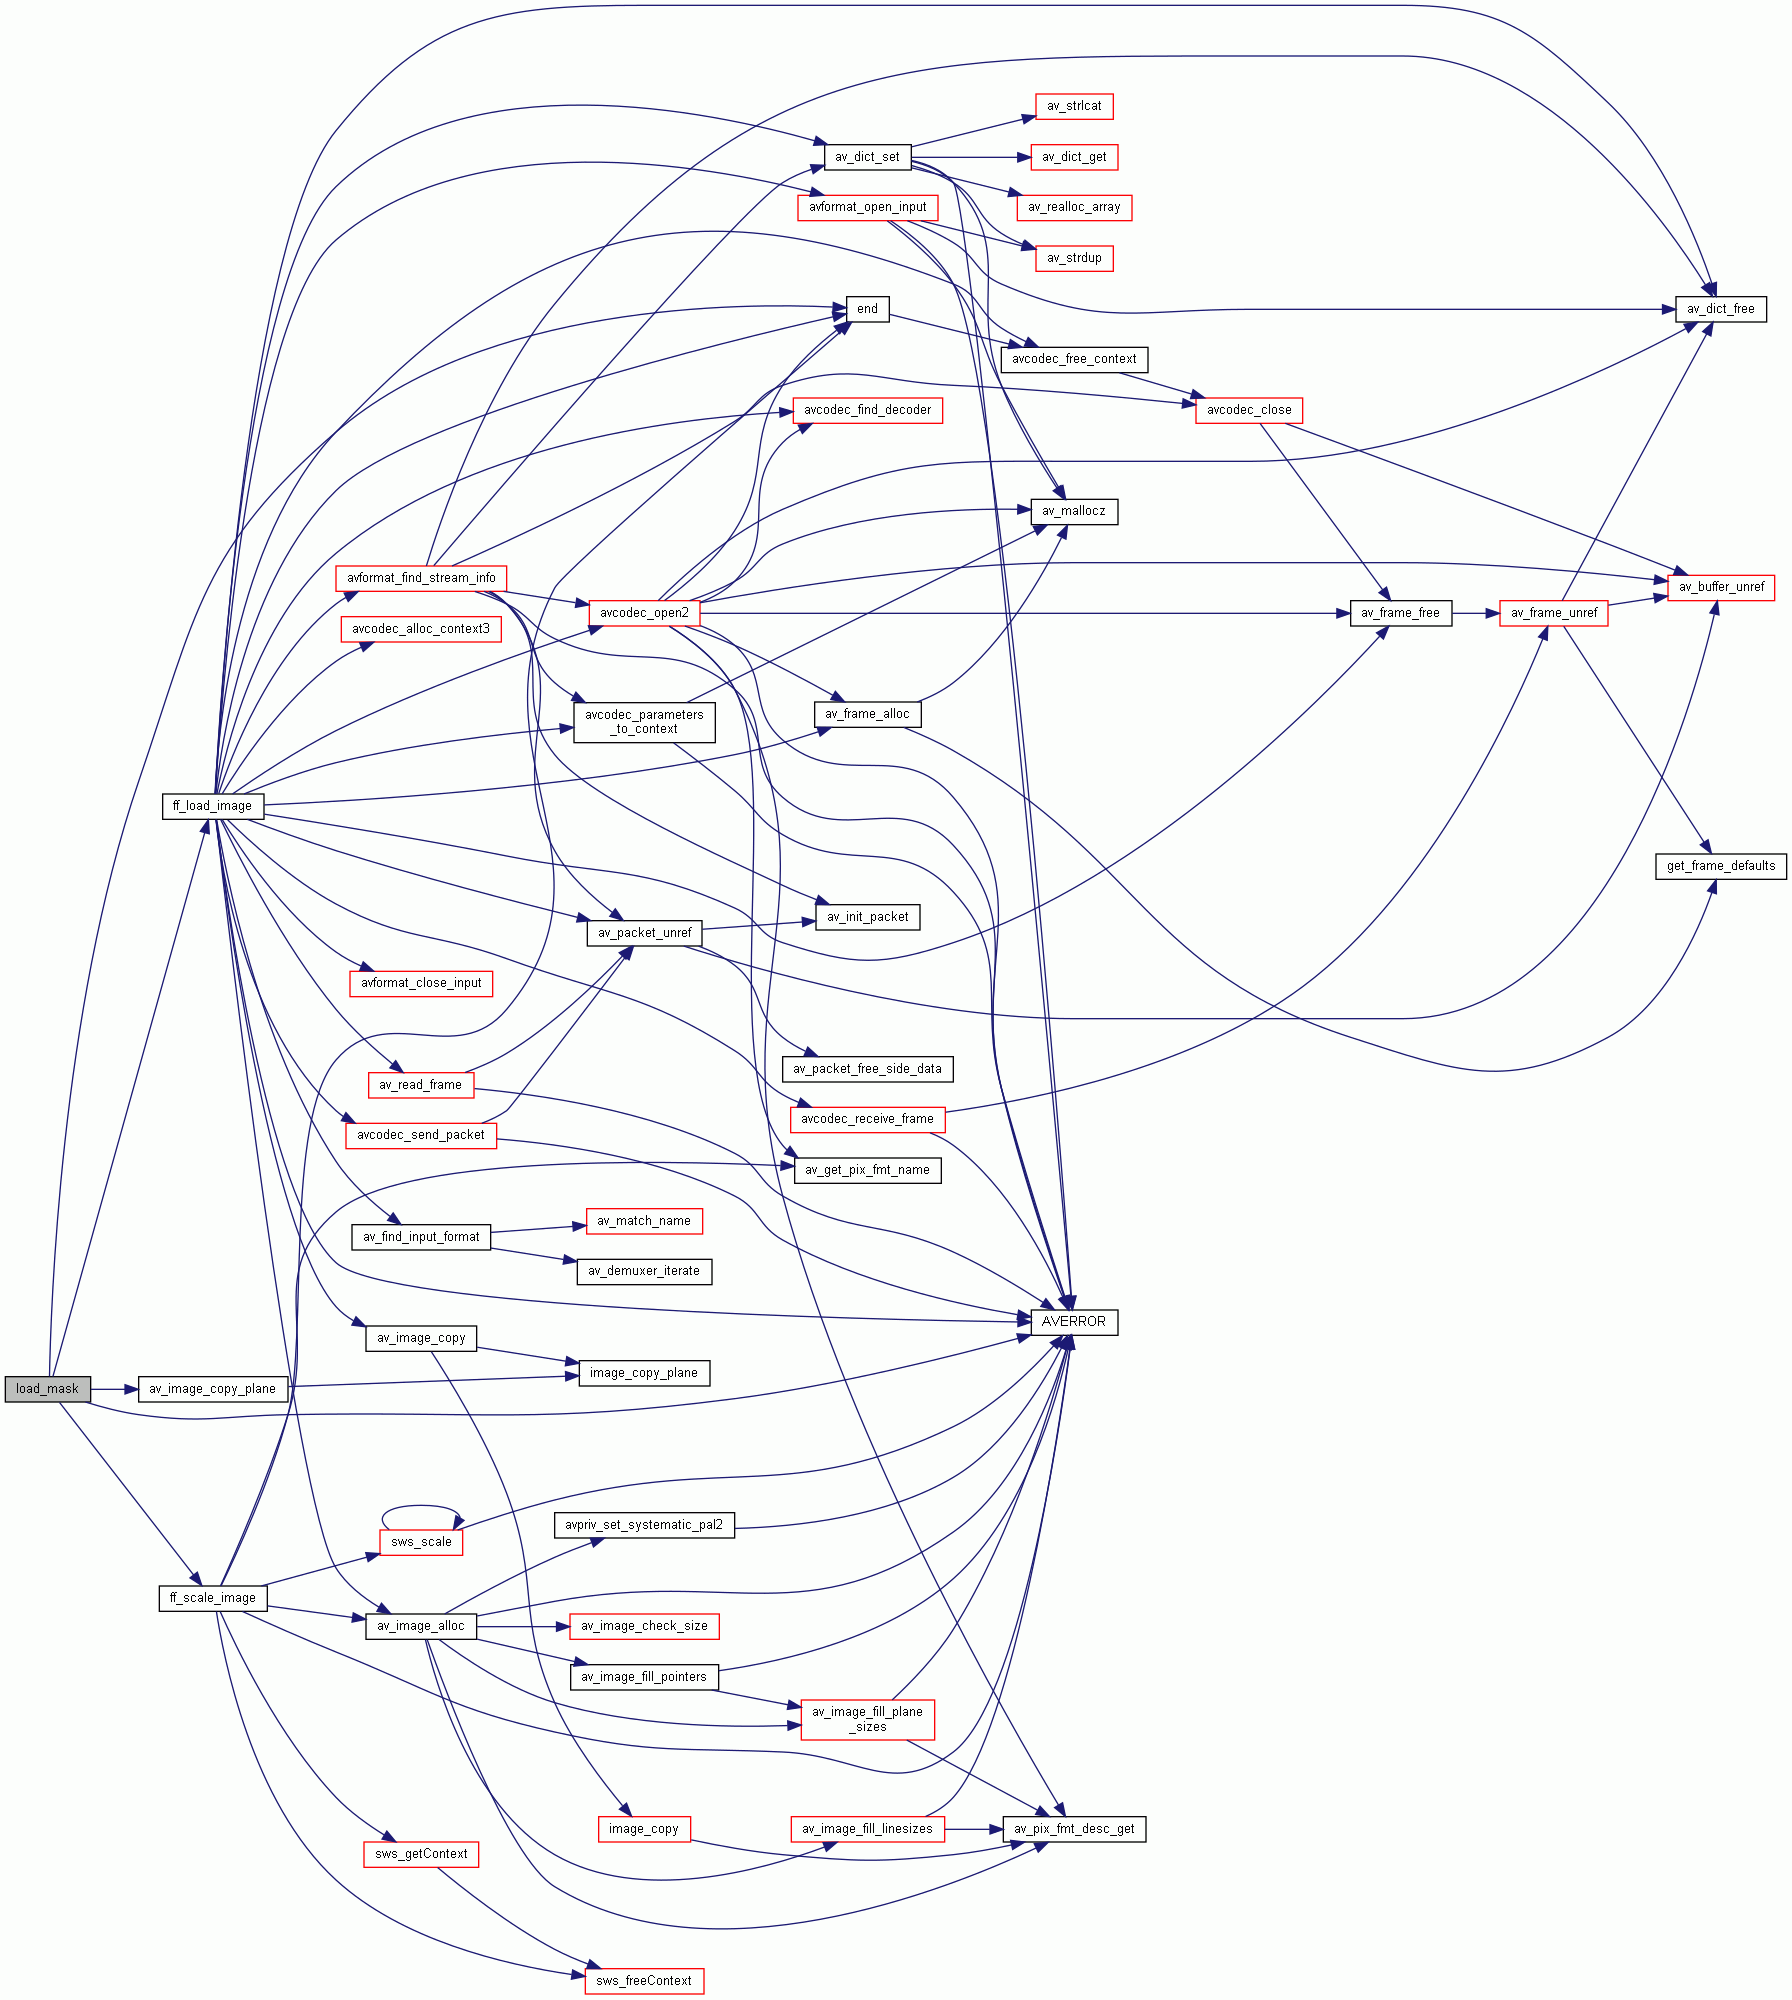 av_strlcat
av_dict_set
av_dict_get
avformat_open_input
av_realloc_array
av_strdup
end
av_dict_free
avcodec_free_context
avcodec_find_decoder
avcodec_close
av_mallocz
avformat_find_stream_info
av_buffer_unref
avcodec_open2
av_frame_free
av_frame_unref
avcodec_alloc_context3
avcodec_parameters
_to_context
av_frame_alloc
ff_load_image
get_frame_defaults
av_init_packet
av_packet_unref
avformat_close_input
av_packet_free_side_data
av_read_frame
avcodec_receive_frame
avcodec_send_packet
av_get_pix_fmt_name
av_match_name
av_find_input_format
av_demuxer_iterate
AVERROR
av_image_copy
image_copy_plane
load_mask
av_image_copy_plane
avpriv_set_systematic_pal2
sws_scale
ff_scale_image
av_image_alloc
av_image_check_size
av_image_fill_pointers
av_image_fill_plane
_sizes
image_copy
av_image_fill_linesizes
av_pix_fmt_desc_get
sws_getContext
sws_freeContext